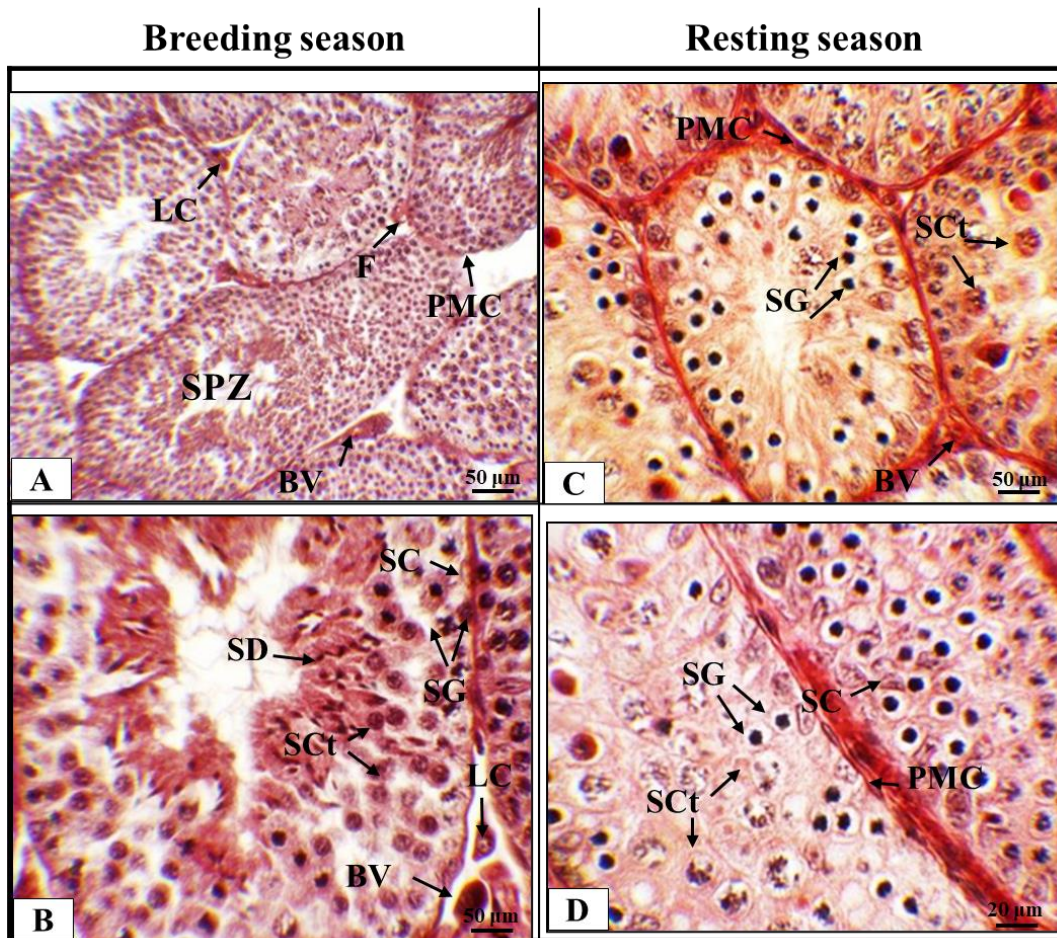 Breeding season
Resting season
LC
F
PMC
SPZ
BV
A
50 µm
PMC
SCt
SG
BV
C
50 µm
SC
SD
SG
SCt
LC
BV
B
50 µm
SG
SC
PMC
SCt
D
20 µm